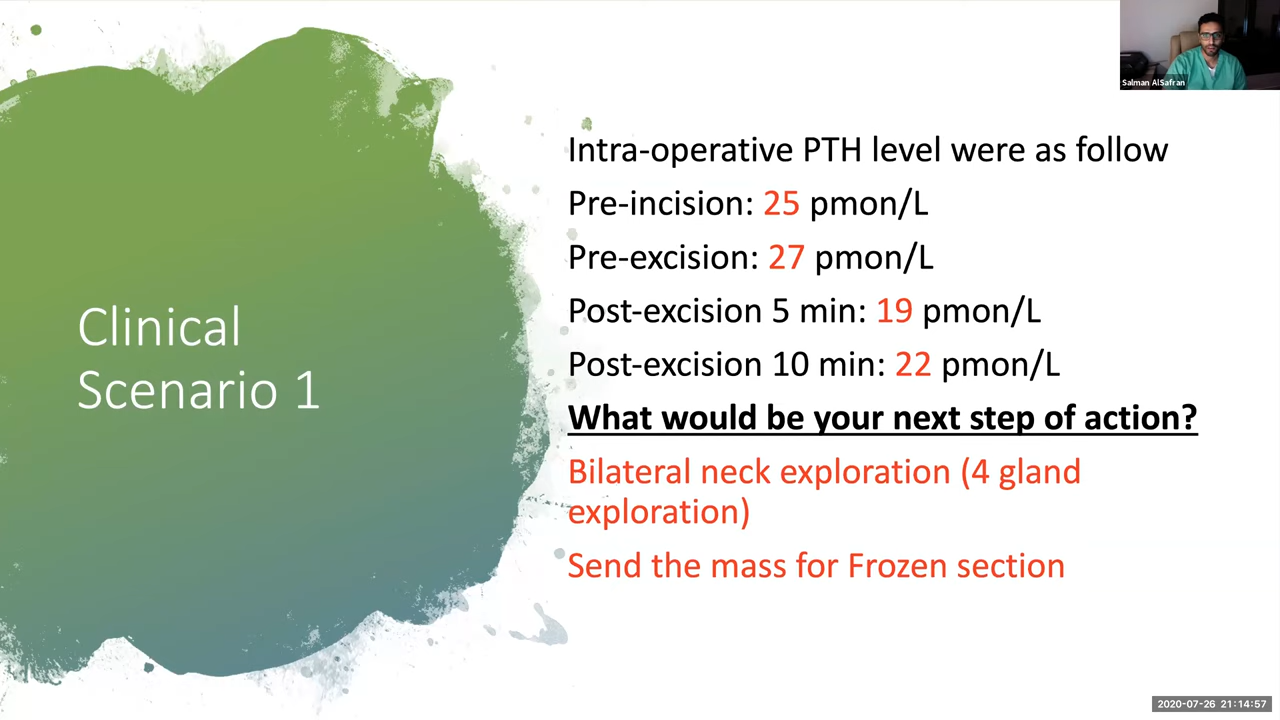 Salman AlSafran
Clinical
Scenario 1
Intra-operative PTH level were as follow
Pre-incision: 25 pmon/L
Pre-excision: 27 pmon/L
Post-excision 5 min: 19 pmon/L
Post-excision 10 min: 22 pmon/L
What would be your next step of action?
Bilateral neck exploration (4 gland
exploration)
Send the mass for Frozen section
2020-07-26 21:14:57